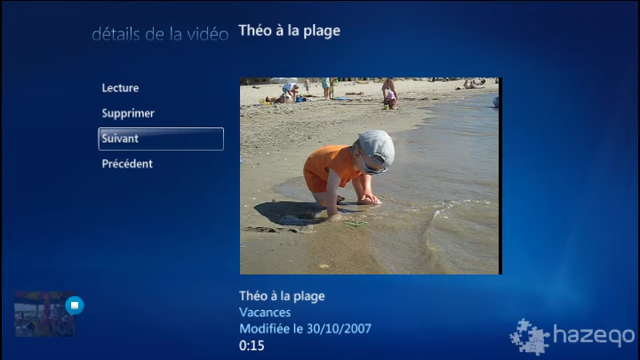 détails de la vidéo
Théo à la plage
Lecture
Supprimer
Suivant
Précédent
Théo à la plage
Vacances
Modifiée le 30/10/2007
0:15
hazeqo